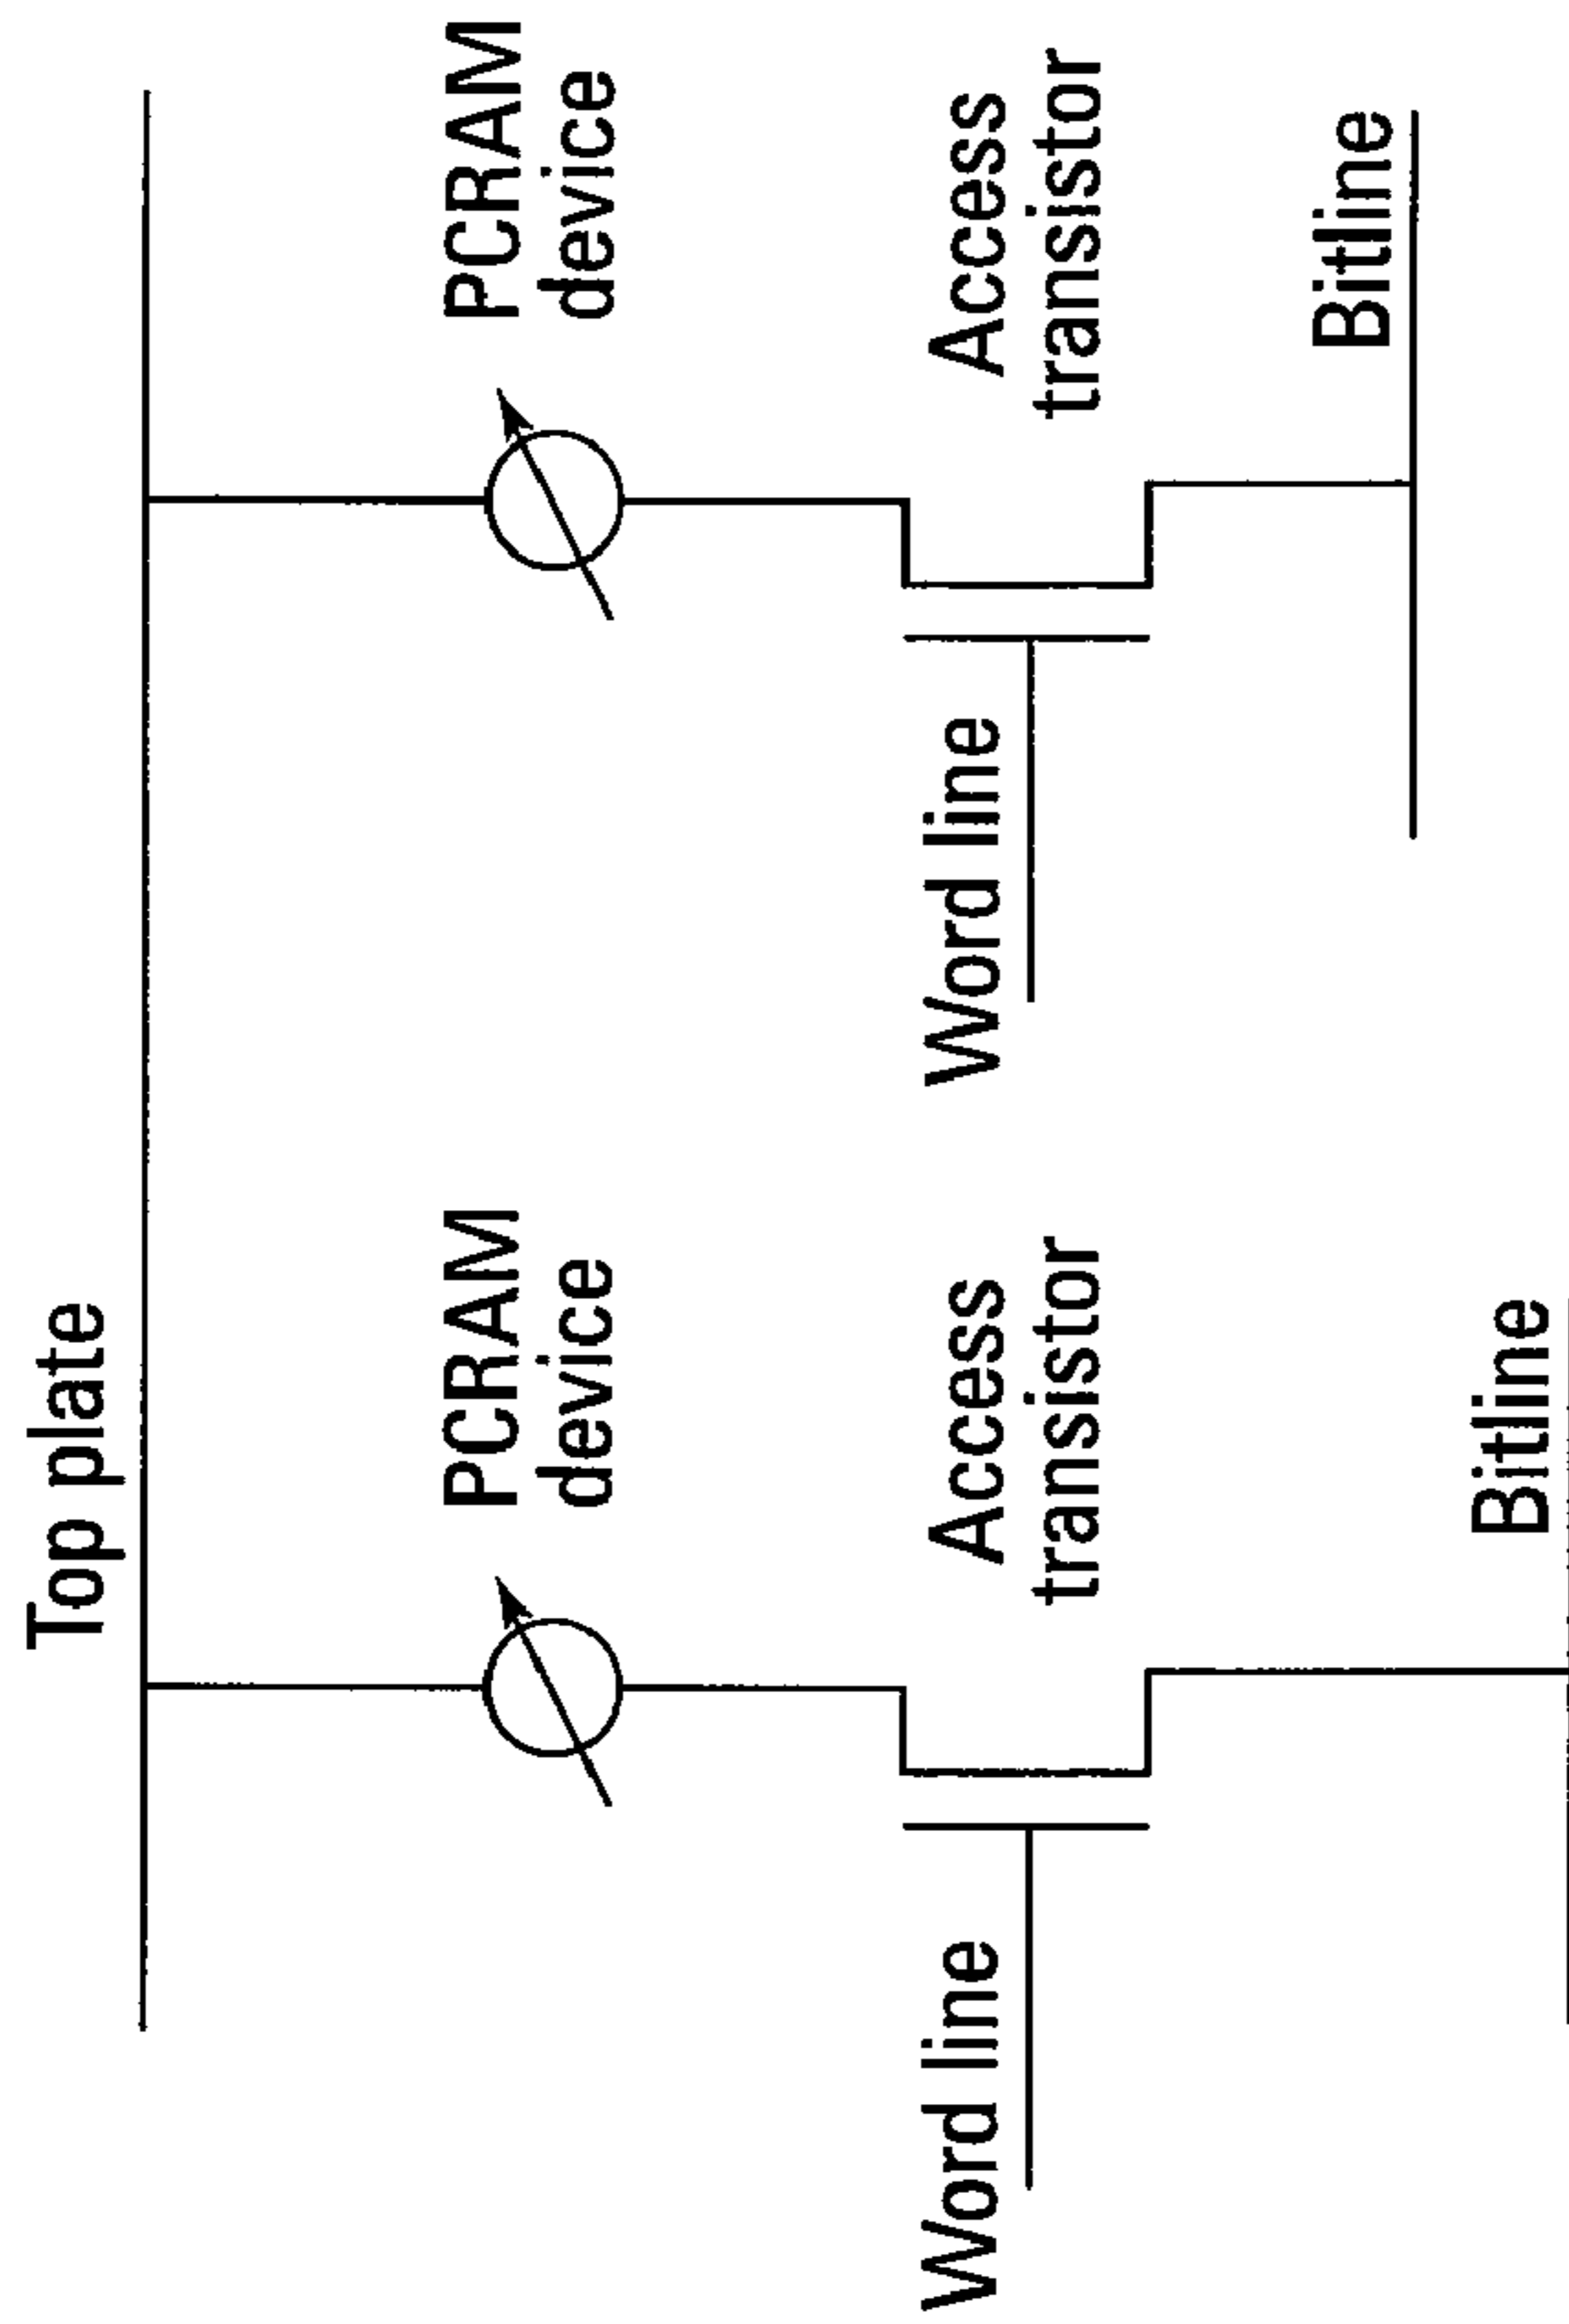 Top plate
PCRAM
device
PCRAM
device
Word line
Access
transistor
Word line
Access
transistor
Bitline
Bitline